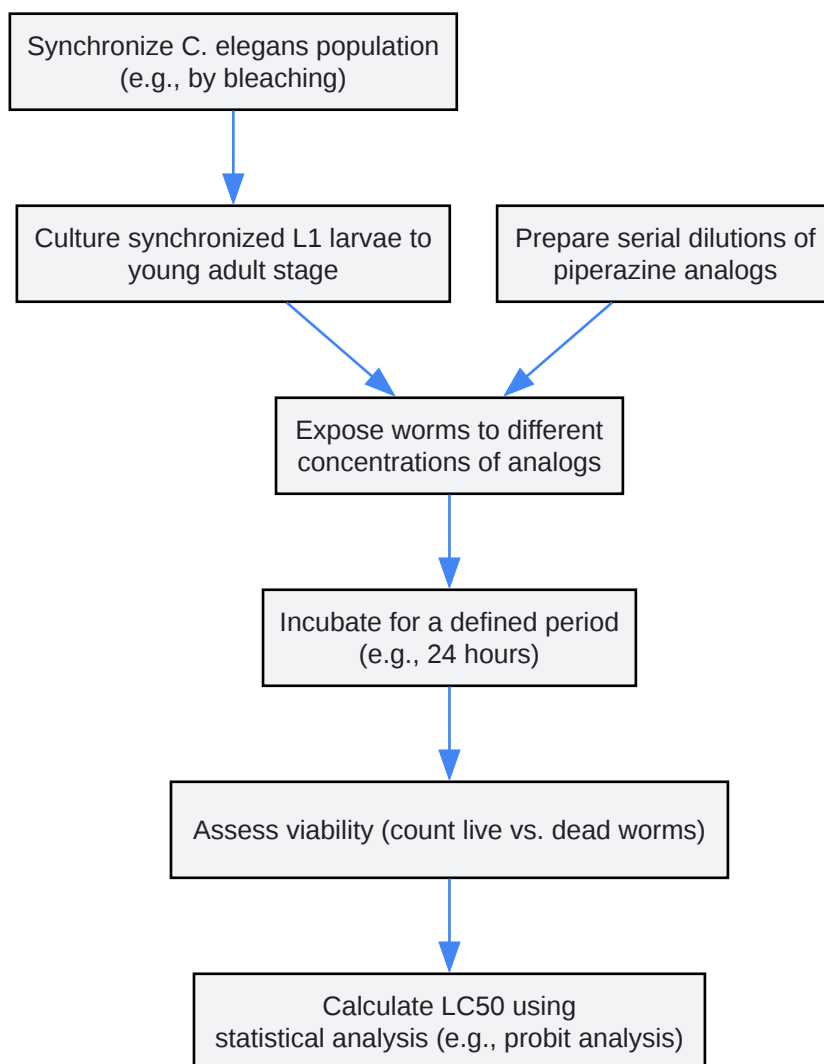 Synchronize C. elegans population
(e.g., by bleaching)
Culture synchronized L1 larvae to
young adult stage
Prepare serial dilutions of
piperazine analogs
Expose worms to different
concentrations of analogs
Incubate for a defined period
(e.g., 24 hours)
Assess viability (count live vs. dead worms)
Calculate LC50 using
statistical analysis (e.g., probit analysis)